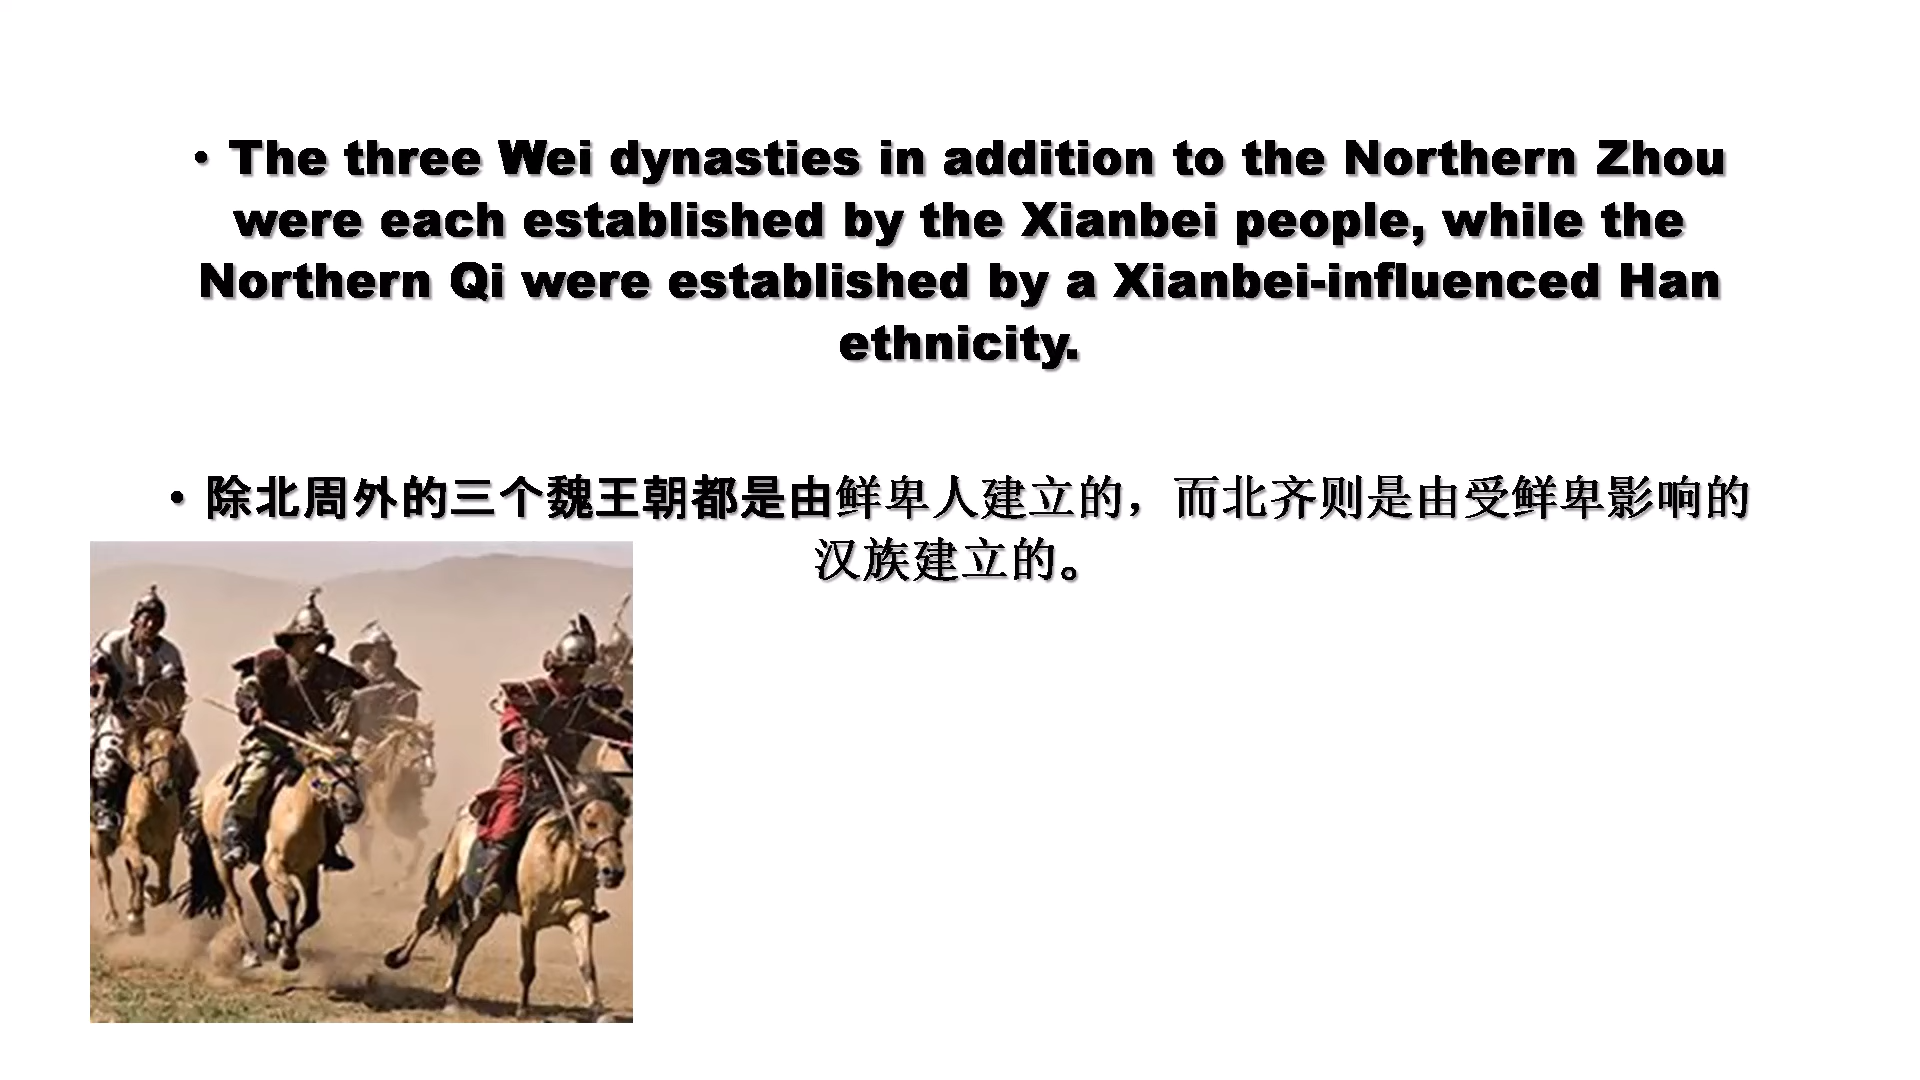 • The three Wei dynasties in addition to the Northern Zhou
were each established by the Xianbei people, while the
Northern Qi were established by a Xianbei-influenced Han
ethnicity.
• 除北周外的三个魏王朝都是由鲜卑人建立的，而北齐则是由受鲜卑影响的
汉族建立的。